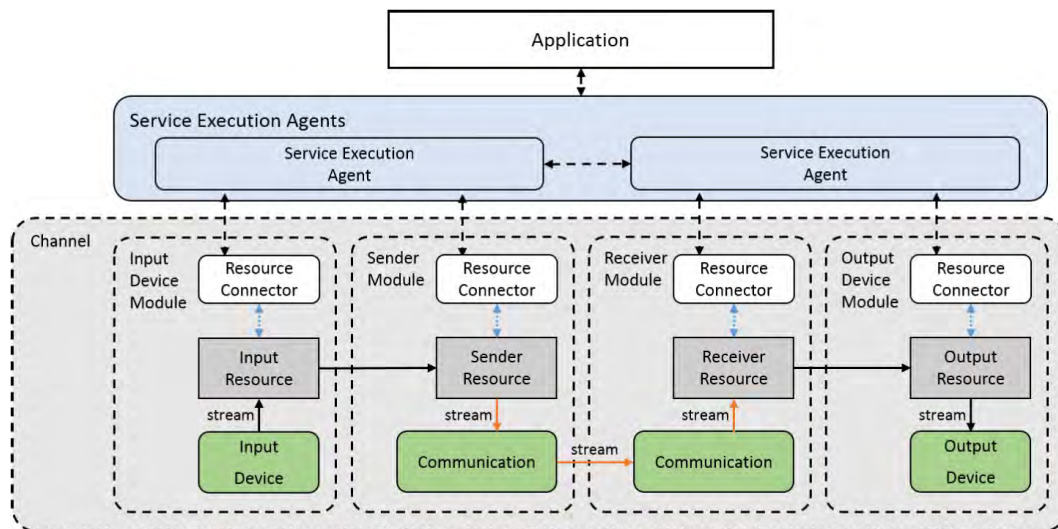 Application
Service Execution Agents
Service Execution
Agent
Service Execution
Agent
Channel
Input
Device
Module
Resource
Connector
Input
Resource
stream
Input
Device
Sender
Module
Resource
Connector
Sender
Resource
stream
Communication
stream
Receiver
Module
Resource
Connector
Receiver
Resource
stream
Communication
Output
Device
Module
Resource
Connector
Output
Resource
stream
Output
Device